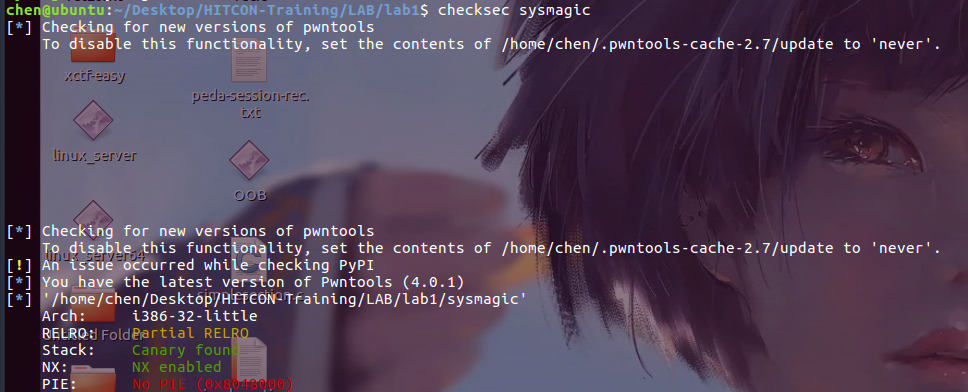 chen@ubuntu:~/Desktop/HITCON-Training/LAB/lab1$ checksec sysmagic
[*] Checking for new versions of pwntools
    To disable this functionality, set the contents of /home/chen/.pwntools-cache-2.7/update to 'never'.
xctf-easy
peda-session-rec.
txt
linux_server
OOB
[*] Checking for new versions of pwntools
    To disable this functionality, set the contents of /home/chen/.pwntools-cache-2.7/update to 'never'.
linux_server64
[!] An issue occurred while checking PyPI
[*] You have the latest version of Pwntools (4.0.1)
[*] '/home/chen/Desktop/HITCON-Training/LAB/lab1/sysmagic'
    Arch:     i386-32-little
    RELRO:    Partial RELRO
Untitled Folder
    Stack:    Canary found
    NX:       NX enabled
    PIE:      No PIE (0x8048000)